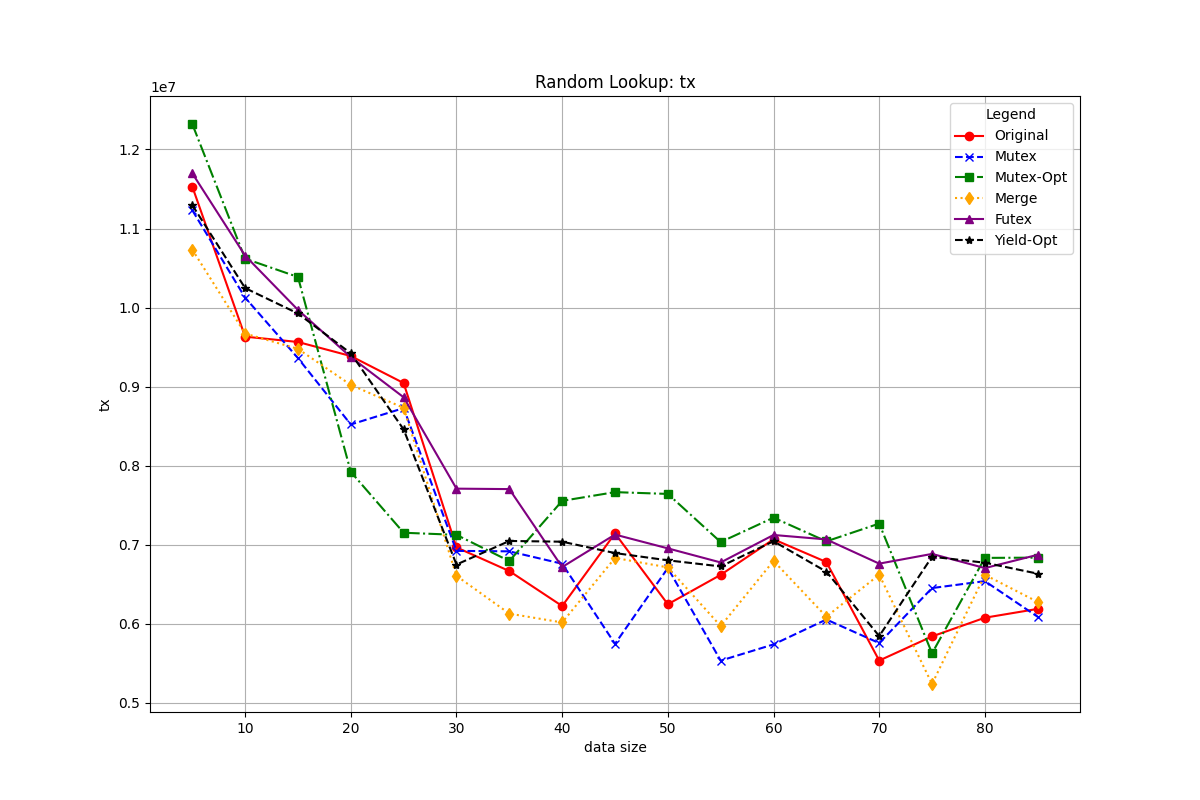 Random Lookup: tx
1e7
Legend
Original
Mutex
Mutex-Opt
Merge
Futex
Yield-Opt
1.2
1.1
1.0
0.9
0.8
0.7
0.6
0.5
tx
10 20 30 40 50 60 70 80
data size